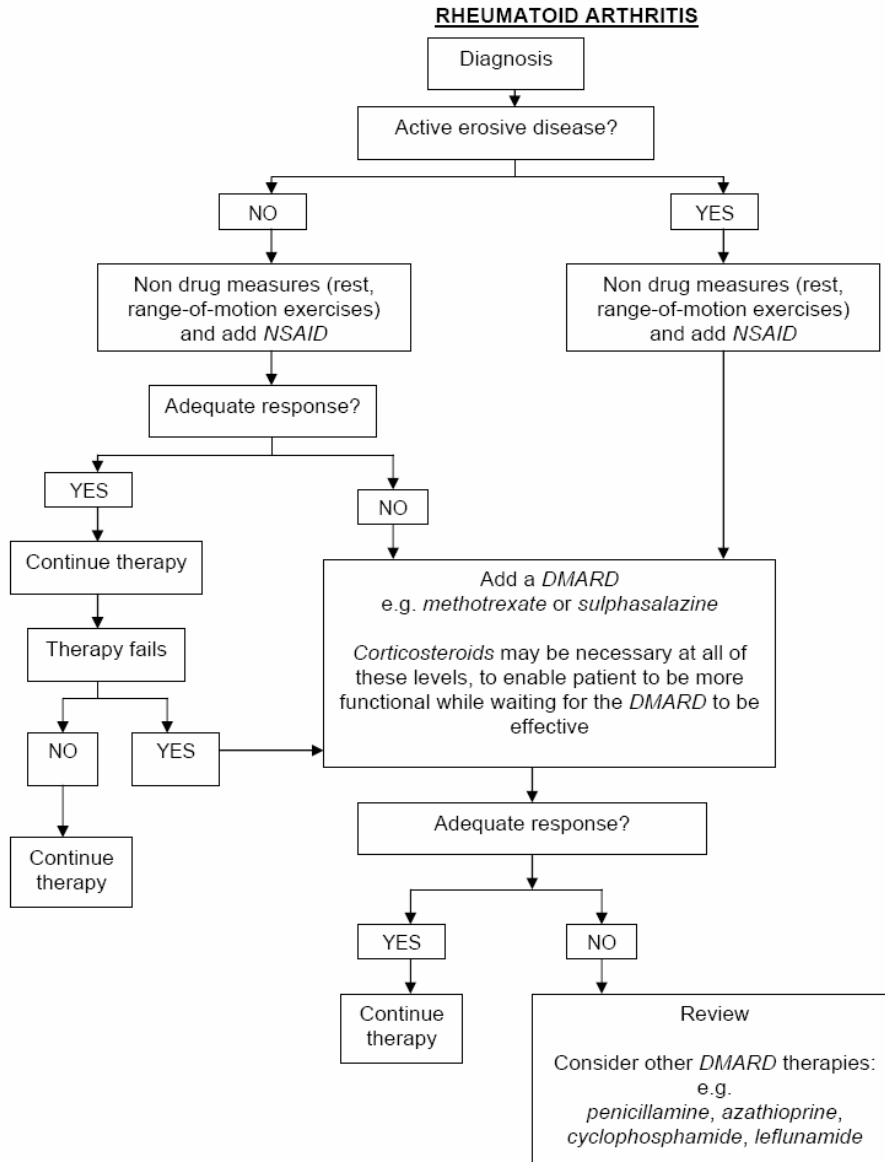 RHEUMATOID ARTHRITIS
Diagnosis
Active erosive disease?
NO
YES
Non drug measures (rest,
range-of-motion exercises)
and add NSAID
Non drug measures (rest,
range-of-motion exercises)
and add NSAID
Adequate response?
YES
NO
Continue therapy
Therapy fails
NO
YES
Continue
therapy
Add a DMARD
e.g. methotrexate or sulphasalazine
Corticosteroids may be necessary at all of
these levels, to enable patient to be more
functional while waiting for the DMARD to be
effective
Adequate response?
YES
NO
Continue
therapy
Review
Consider other DMARD therapies:
e.g.
penicillamine, azathioprine,
cyclophosphamide, leflunamide